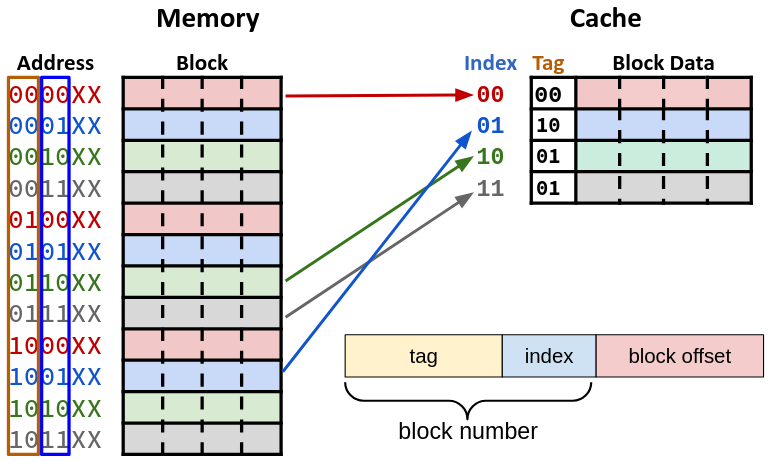 Memory Cache
Address Block Index Tag Block Data
0000XX 00 00
0001XX 01 10
0010XX 10 01
0011XX 11 01
0100XX
0101XX
0110XX
0111XX
1000XX
1001XX
1010XX
1011XX
tag index block offset
block number